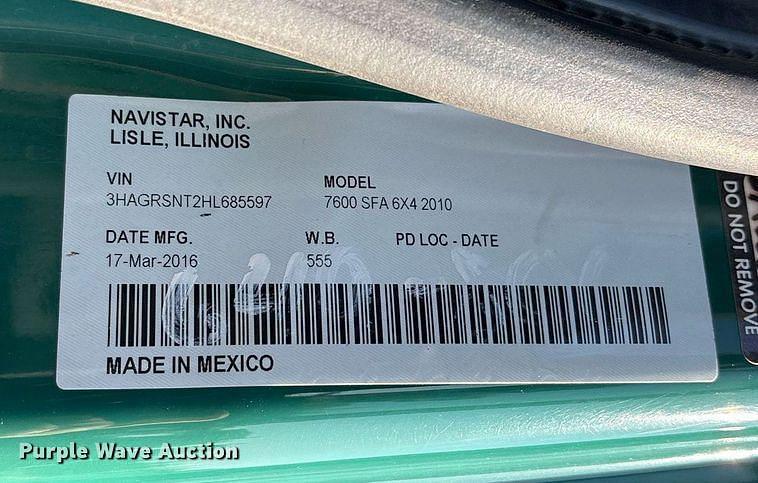 NAVISTAR, INC.
LISLE, ILLINOIS
VIN
MODEL
3HAGRSNT2HL685597
7600 SFA 6X4 2010
DATE MFG.
W.B.
PD LOC - DATE
17-Mar-2016
555
MADE IN MEXICO
DO NOT REMOVE
Purple Wave Auction